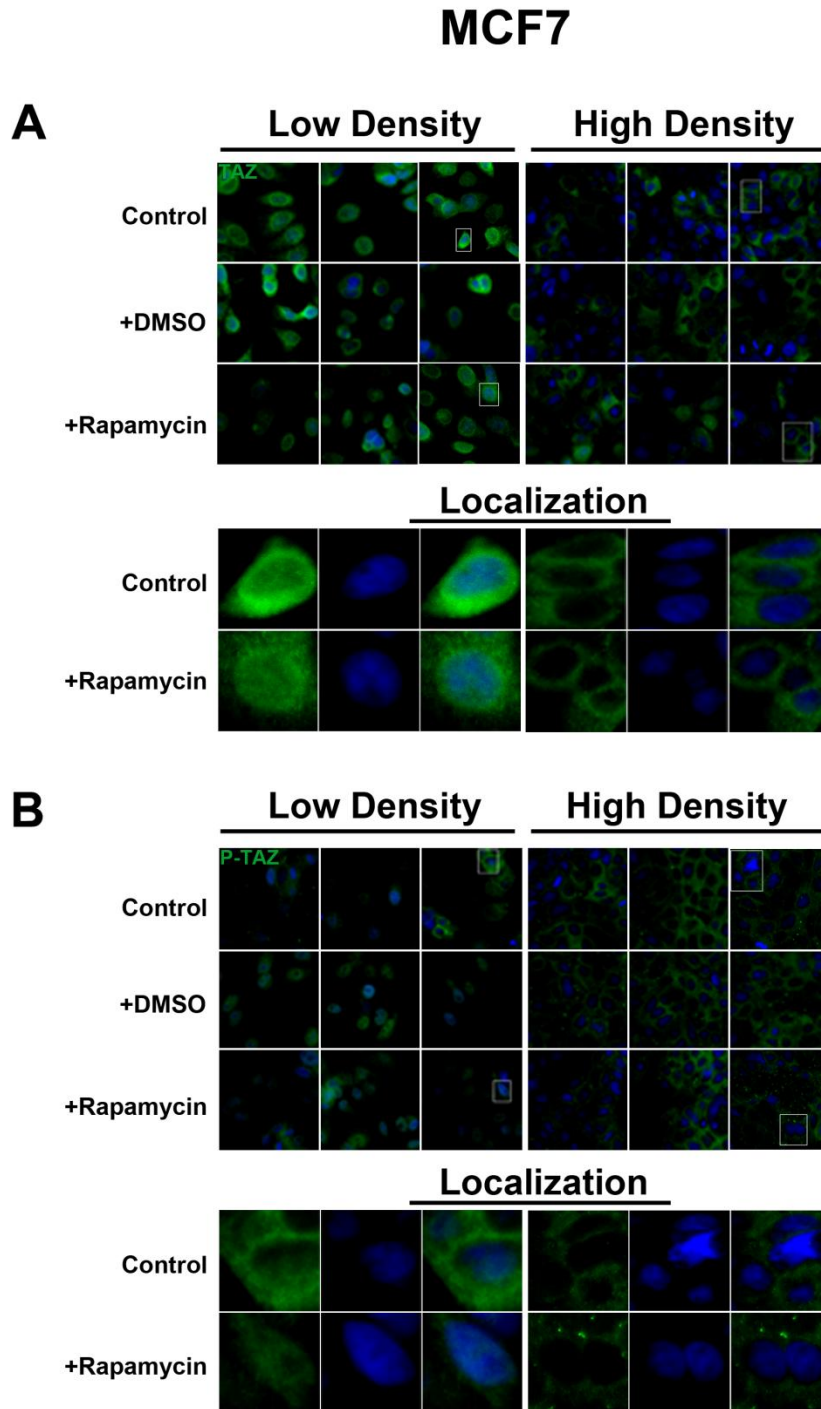 MCF7
A
Low Density High Density
TAZ
Control
+DMSO
+Rapamycin
Localization
Control
+Rapamycin
B
Low Density High Density
P-TAZ
Control
+DMSO
+Rapamycin
Localization
Control
+Rapamycin